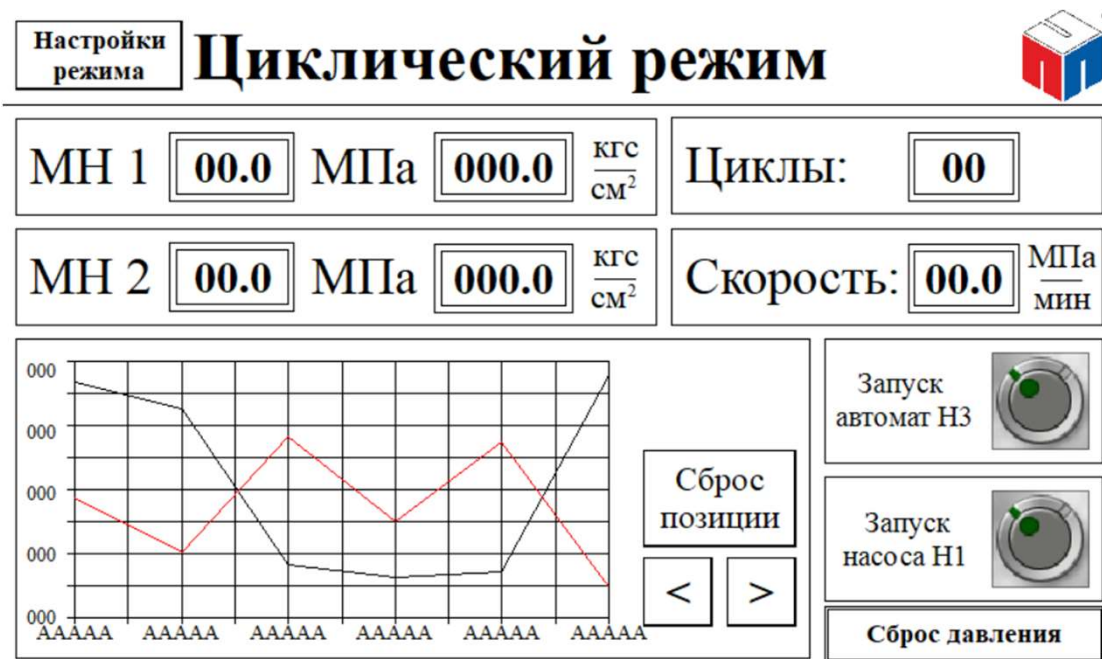 Настройки
режима
Циклический режим
МН 1 00.0 МПа 000.0 кгс
см²
Циклы: 00
МН 2 00.0 МПа 000.0 кгс
см²
Скорость: 00.0 МПа
мин
000
000
000
000
000
AAAAA AAAAA AAAAA AAAAA AAAAA AAAAA
Сброс
позиции
< >
Запуск
автомат Н3
Запуск
насоса Н1
Сброс давления